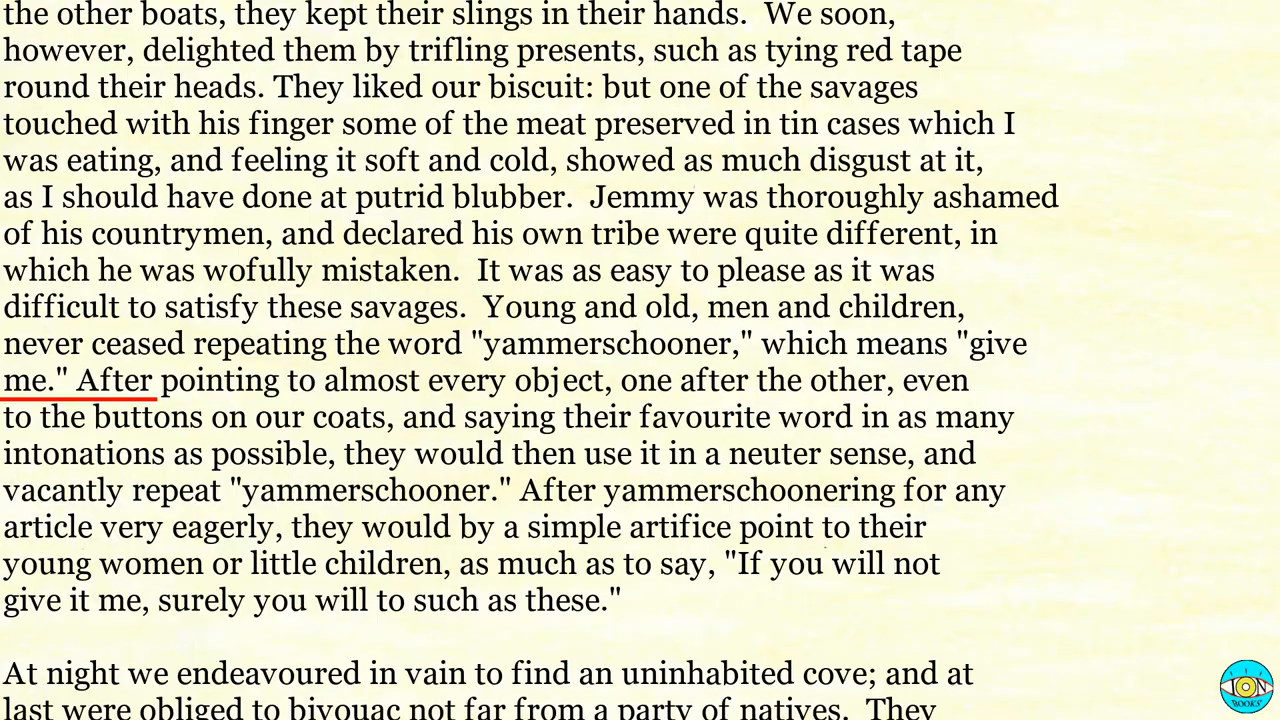 the other boats, they kept their slings in their hands.  We soon,
however, delighted them by trifling presents, such as tying red tape
round their heads. They liked our biscuit: but one of the savages
touched with his finger some of the meat preserved in tin cases which I
was eating, and feeling it soft and cold, showed as much disgust at it,
as I should have done at putrid blubber.  Jemmy was thoroughly ashamed
of his countrymen, and declared his own tribe were quite different, in
which he was wofully mistaken.  It was as easy to please as it was
difficult to satisfy these savages.  Young and old, men and children,
never ceased repeating the word "yammerschooner," which means "give
me." After pointing to almost every object, one after the other, even
to the buttons on our coats, and saying their favourite word in as many
intonations as possible, they would then use it in a neuter sense, and
vacantly repeat "yammerschooner." After yammerschoonering for any
article very eagerly, they would by a simple artifice point to their
young women or little children, as much as to say, "If you will not
give it me, surely you will to such as these."
At night we endeavoured in vain to find an uninhabited cove; and at
last were obliged to bivouac not far from a party of natives.  They
ION
BOOKS